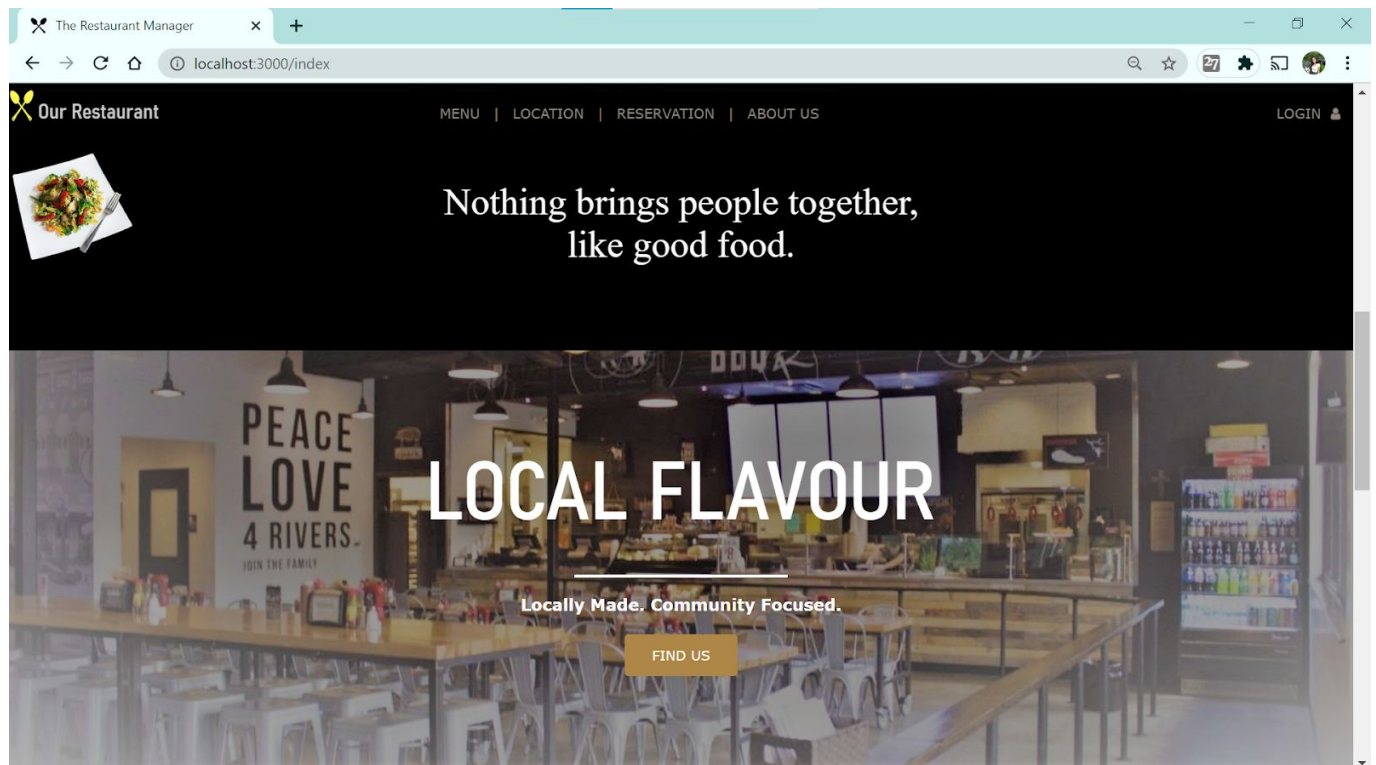 The Restaurant Manager
localhost:3000/index
27
Our Restaurant
MENU | LOCATION | RESERVATION | ABOUT US
LOGIN
Nothing brings people together,
like good food.
PEACE
LOVE
4 RIVERS
JOIN THE FAMILY
LOCAL FLAVOUR
Locally Made. Community Focused.
FIND US